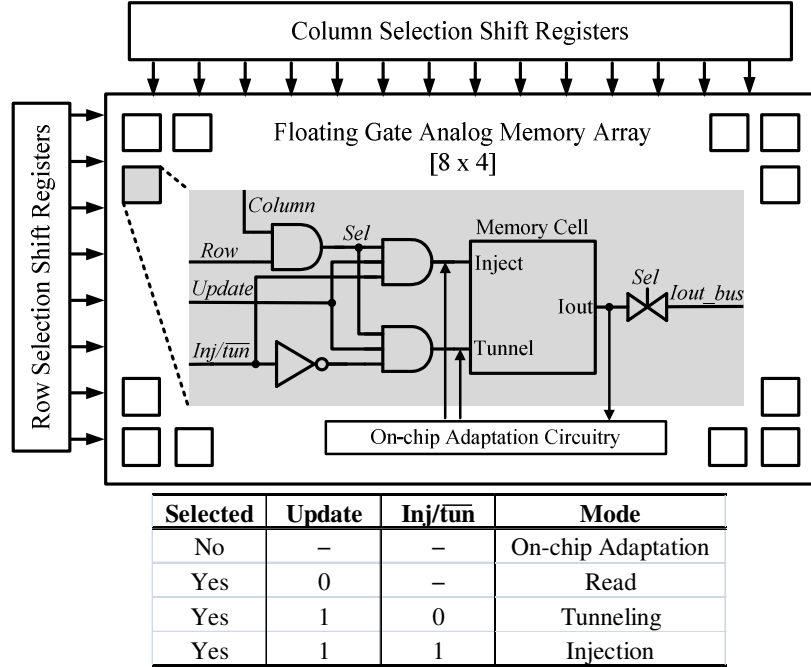 Column Selection Shift Registers
Row Selection Shift Registers
Floating Gate Analog Memory Array
[8 x 4]
Column
Row
Sel
Update
Inj/t̅u̅n̅
Memory Cell
Inject
Iout
Tunnel
Sel
Iout_bus
On-chip Adaptation Circuitry
Selected Update Inj/t̅u̅n̅ Mode
No – – On-chip Adaptation
Yes 0 – Read
Yes 1 0 Tunneling
Yes 1 1 Injection